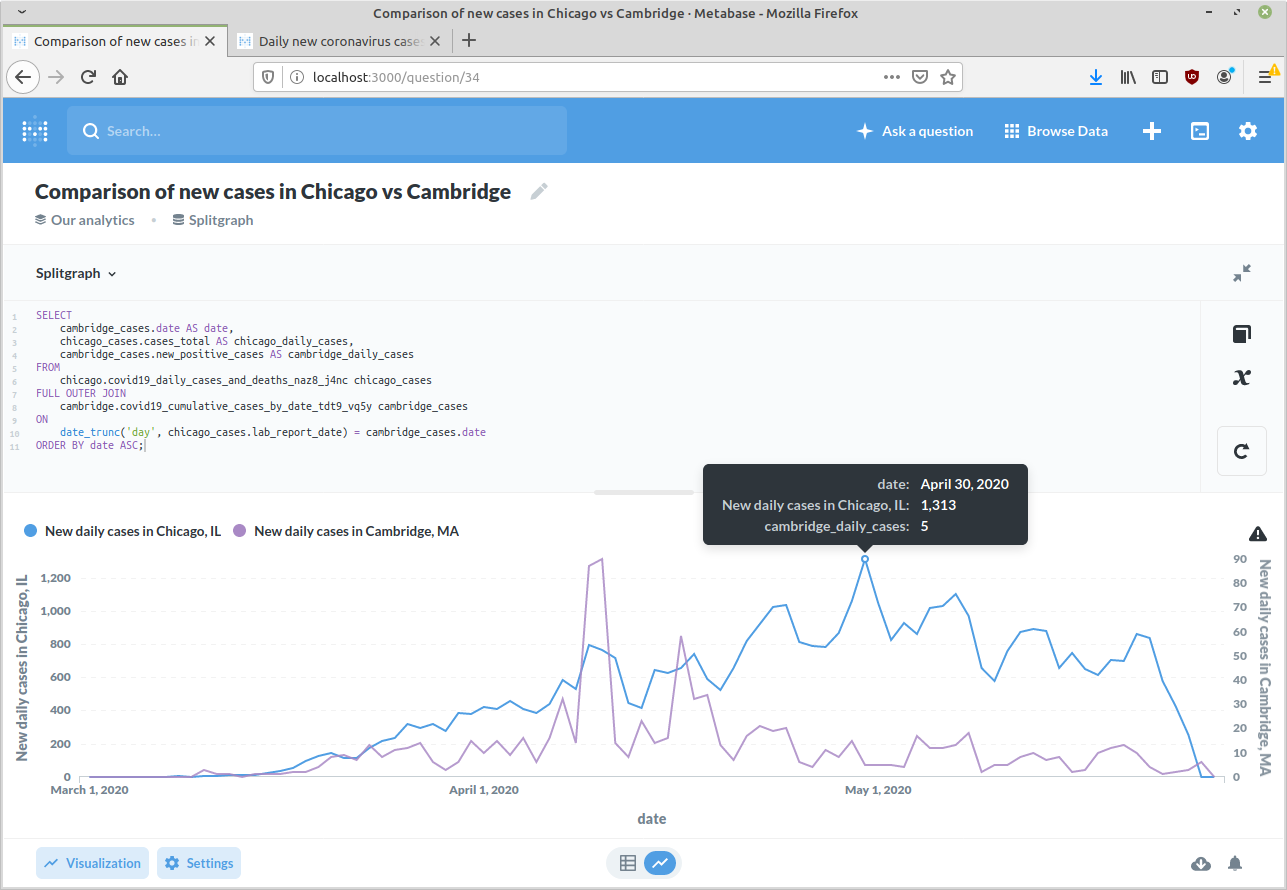 Comparison of new cases in Chicago vs Cambridge · Metabase - Mozilla Firefox
Comparison of new cases in
Daily new coronavirus cases
localhost:3000/question/34
Search...
Ask a question
Browse Data
Comparison of new cases in Chicago vs Cambridge
Our analytics • Splitgraph
Splitgraph
1 SELECT
2 cambridge_cases.date AS date,
3 chicago_cases.cases_total AS chicago_daily_cases,
4 cambridge_cases.new_positive_cases AS cambridge_daily_cases
5 FROM
6 chicago.covid19_daily_cases_and_deaths_naz8_j4nc chicago_cases
7 FULL OUTER JOIN
8 cambridge.covid19_cumulative_cases_by_date_tdt9_vq5y cambridge_cases
9 ON
10 date_trunc('day', chicago_cases.lab_report_date) = cambridge_cases.date
11 ORDER BY date ASC;
date: April 30, 2020
New daily cases in Chicago, IL: 1,313
cambridge_daily_cases: 5
New daily cases in Chicago, IL
New daily cases in Cambridge, MA
New daily cases in Chicago, IL
1,200
1,000
800
600
400
200
0
90
80
70
60
50
40
30
20
10
0
New daily cases in Cambridge, MA
March 1, 2020
April 1, 2020
May 1, 2020
date
Visualization
Settings